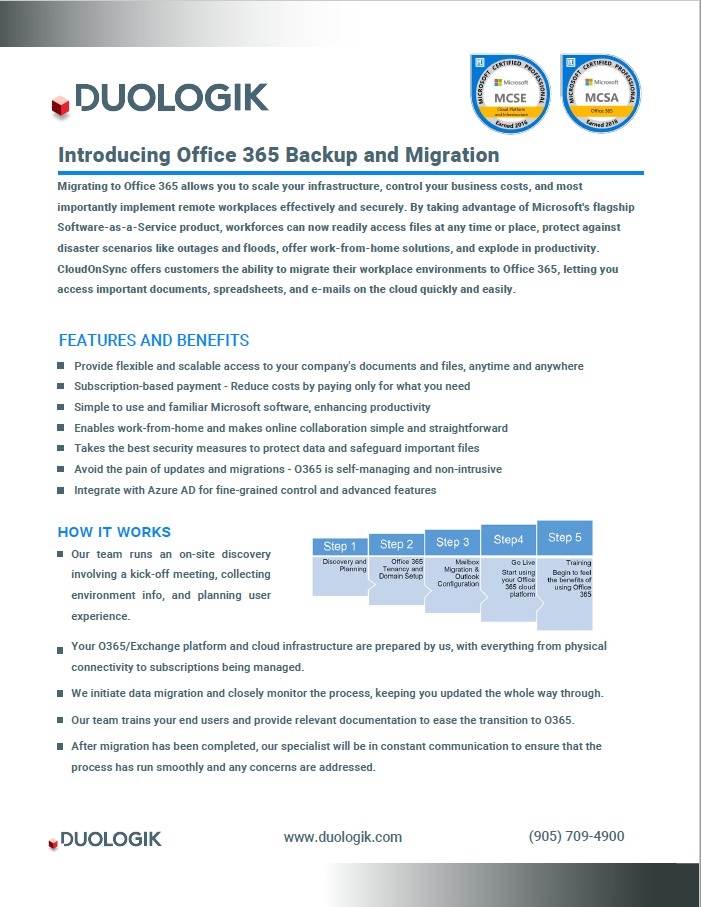 DUOLOGIK
MICROSOFT CERTIFIED PROFESSIONAL
Microsoft
MCSE
Cloud Platform
and Infrastructure
Earned 2016
MICROSOFT CERTIFIED PROFESSIONAL
Microsoft
MCSA
Office 365
Earned 2016
Introducing Office 365 Backup and Migration
Migrating to Office 365 allows you to scale your infrastructure, control your business costs, and most
importantly implement remote workplaces effectively and securely. By taking advantage of Microsoft's flagship
Software-as-a-Service product, workforces can now readily access files at any time or place, protect against
disaster scenarios like outages and floods, offer work-from-home solutions, and explode in productivity.
CloudOnSync offers customers the ability to migrate their workplace environments to Office 365, letting you
access important documents, spreadsheets, and e-mails on the cloud quickly and easily.
FEATURES AND BENEFITS
Provide flexible and scalable access to your company's documents and files, anytime and anywhere
Subscription-based payment - Reduce costs by paying only for what you need
Simple to use and familiar Microsoft software, enhancing productivity
Enables work-from-home and makes online collaboration simple and straightforward
Takes the best security measures to protect data and safeguard important files
Avoid the pain of updates and migrations - O365 is self-managing and non-intrusive
Integrate with Azure AD for fine-grained control and advanced features
HOW IT WORKS
Our team runs an on-site discovery
involving a kick-off meeting, collecting
environment info, and planning user
experience.
Step 1
Discovery and
Planning
Step 2
Office 365
Tenancy and
Domain Setup
Step 3
Mailbox
Migration &
Outlook
Configuration
Step4
Go Live
Start using
your Office
365 cloud
platform
Step 5
Training
Begin to feel
the benefits of
using Office
365
Your O365/Exchange platform and cloud infrastructure are prepared by us, with everything from physical
connectivity to subscriptions being managed.
We initiate data migration and closely monitor the process, keeping you updated the whole way through.
Our team trains your end users and provide relevant documentation to ease the transition to O365.
After migration has been completed, our specialist will be in constant communication to ensure that the
process has run smoothly and any concerns are addressed.
DUOLOGIK
www.duologik.com
(905) 709-4900